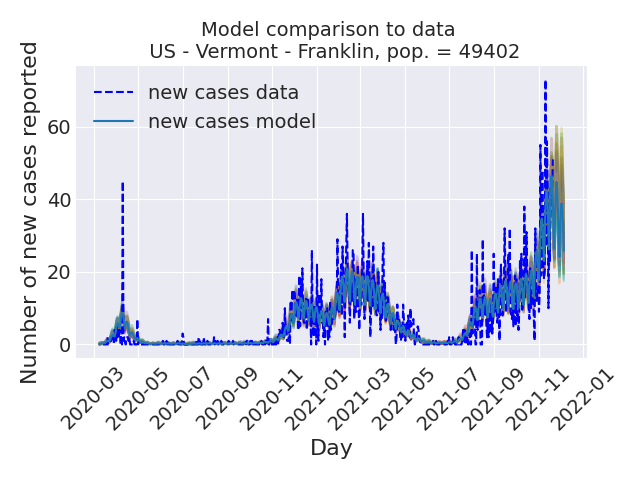 Model comparison to data
US - Vermont - Franklin, pop. = 49402
Number of new cases reported
new cases data
new cases model
60
40
20
0
2020-03
2020-05
2020-07
2020-09
2020-11
2021-01
2021-03
2021-05
2021-07
2021-09
2021-11
2022-01
Day